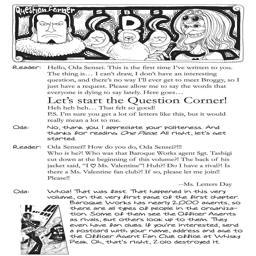 Question Corner
Reader: Hello, Oda Sensei. This is the first time I've written to you.
The thing is... I can't draw, I don't have an interesting
question, and there's no way I'll ever get to meet Broggy, so I
just have a request. Please allow me to say the words that
everyone is dying to say lately. Here goes...
Let's start the Question Corner!
Heh heh heh... That felt so good!
P.S. I'm sure you get a lot of letters like this, but it would
really mean a lot to me.
Oda: No, thank you. I appreciate your politeness. And
thanks for reading One Piece. All right, let's get
started.
Reader: Oda Sensei!! How do you do, Oda Sensei?!!!
Who is he?! Who was that Baroque Works agent Sgt. Tashigi
cut down at the beginning of this volume?! The back of his
jacket said, "I ♡ Ms. Valentine"! Huh?! Do I have a rival?! Is
there a Ms. Valentine fan club?! If so, please let me join!!
Please!!
--Ms. Letters Day
Oda: Whoa! That was fast. That happened in this very
volume, on the very first page of the first chapter.
Baroque Works has nearly 2,000 agents, so
there are all types of people in the organiza-
tion. Some of them see the Officer Agents
as rivals, but others look up to them. They
even have fan clubs. If you're interested, send
a postcard with your name, address and age to
the Officer Agents Fan Club office at Whisky
Peak. Oh, that's right, Zolo destroyed it.